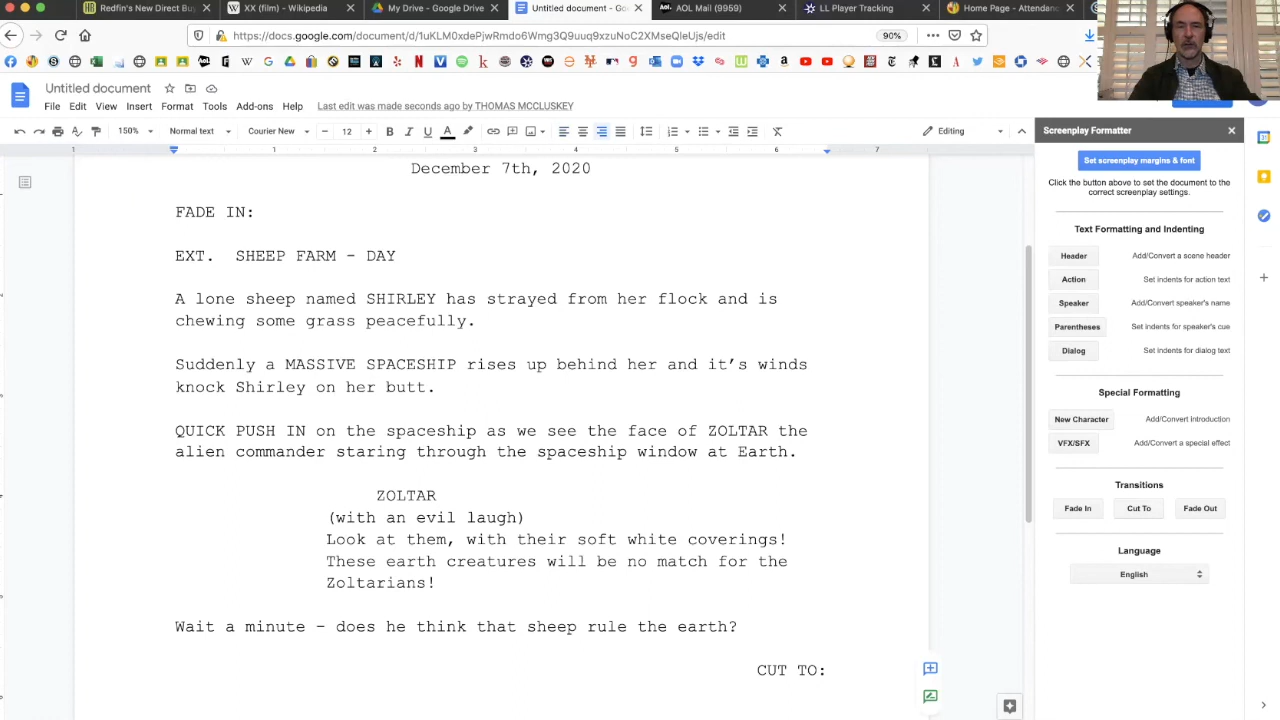 Redfin's New Direct Buy
XX (film) - Wikipedia
My Drive - Google Drive
Untitled document - Go
AOL Mail (9959)
LL Player Tracking
Home Page - Attendanc
https://docs.google.com/document/d/1uKLM0xdePjwRmdo6Wmg3Q9uuq9xzuNoC2XMseQleUjs/edit
90%
Untitled document
File Edit View Insert Format Tools Add-ons Help Last edit was made seconds ago by THOMAS MCCLUSKEY
150% Normal text Courier New 12 Editing
1 1 2 3 4 5 6 7
December 7th, 2020
FADE IN:
EXT. SHEEP FARM - DAY
A lone sheep named SHIRLEY has strayed from her flock and is
chewing some grass peacefully.
Suddenly a MASSIVE SPACESHIP rises up behind her and it's winds
knock Shirley on her butt.
QUICK PUSH IN on the spaceship as we see the face of ZOLTAR the
alien commander staring through the spaceship window at Earth.
ZOLTAR
(with an evil laugh)
Look at them, with their soft white coverings!
These earth creatures will be no match for the
Zoltarians!
Wait a minute - does he think that sheep rule the earth?
CUT TO:
Screenplay Formatter
Set screenplay margins & font
Click the button above to set the document to the
correct screenplay settings.
Text Formatting and Indenting
Header Add/Convert a scene header
Action Set indents for action text
Speaker Add/Convert speaker's name
Parentheses Set indents for speaker's cue
Dialog Set indents for dialog text
Special Formatting
New Character Add/Convert introduction
VFX/SFX Add/Convert a special effect
Transitions
Fade In Cut To Fade Out
Language
English